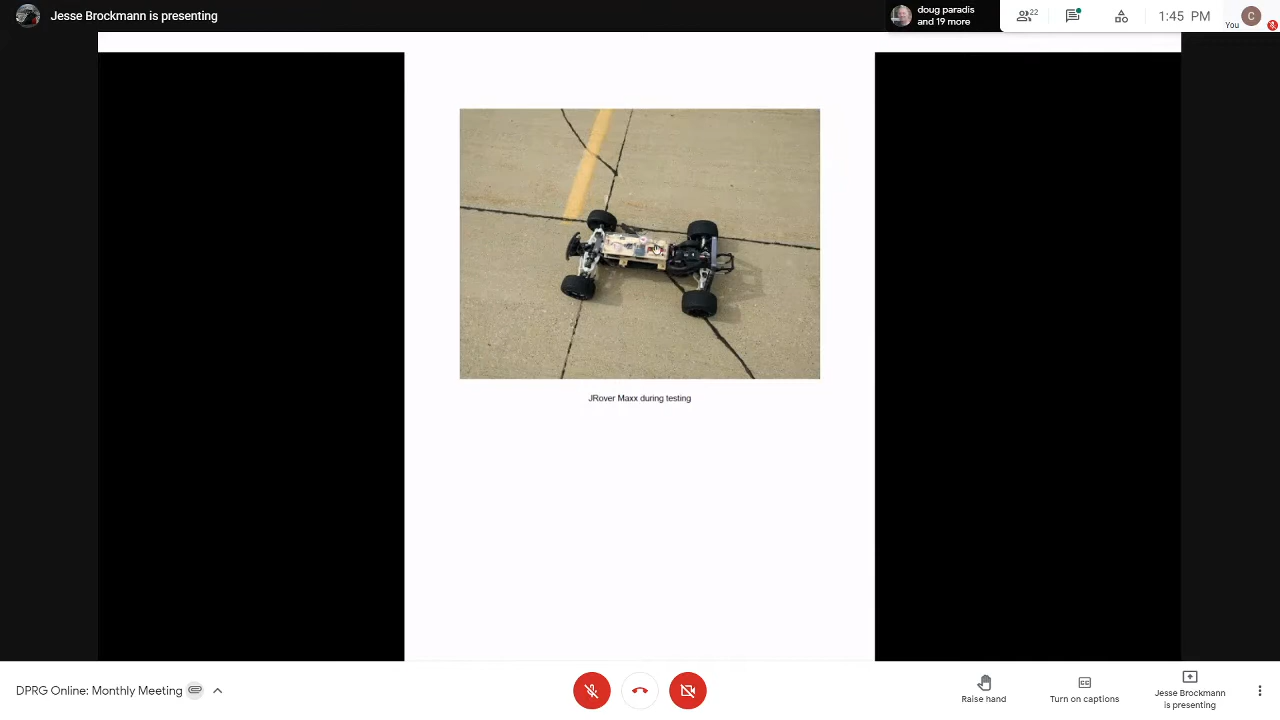 Jesse Brockmann is presenting
doug paradis
and 19 more
22
1:45 PM
You
C
JRover Maxx during testing
DPRG Online: Monthly Meeting
Raise hand
CC
Turn on captions
Jesse Brockmann
is presenting